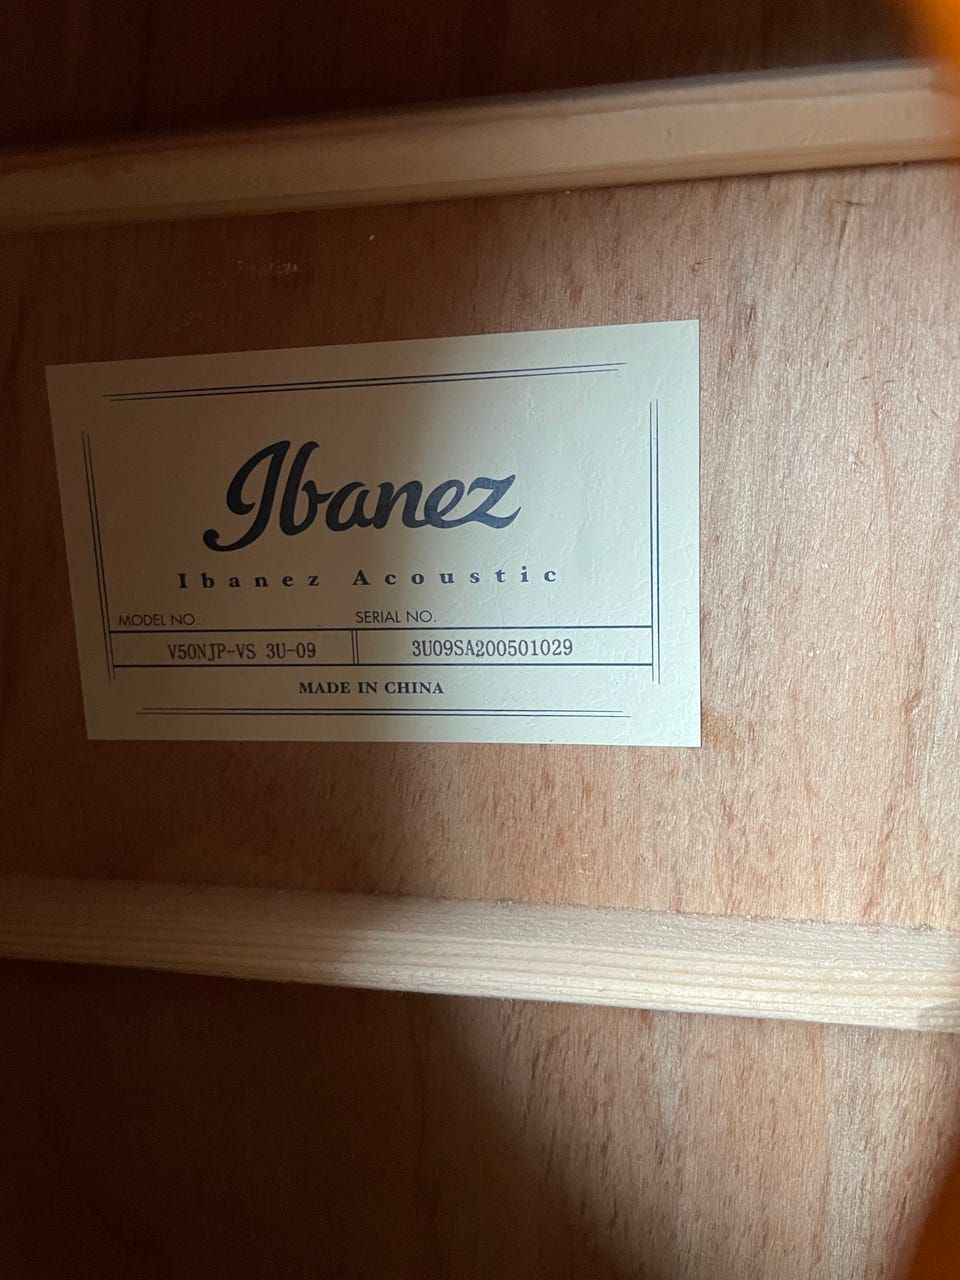 Ibanez
Ibanez Acoustic
MODEL NO. SERIAL NO.
V50NJP-VS 3U-09 3U09SA200501029
MADE IN CHINA